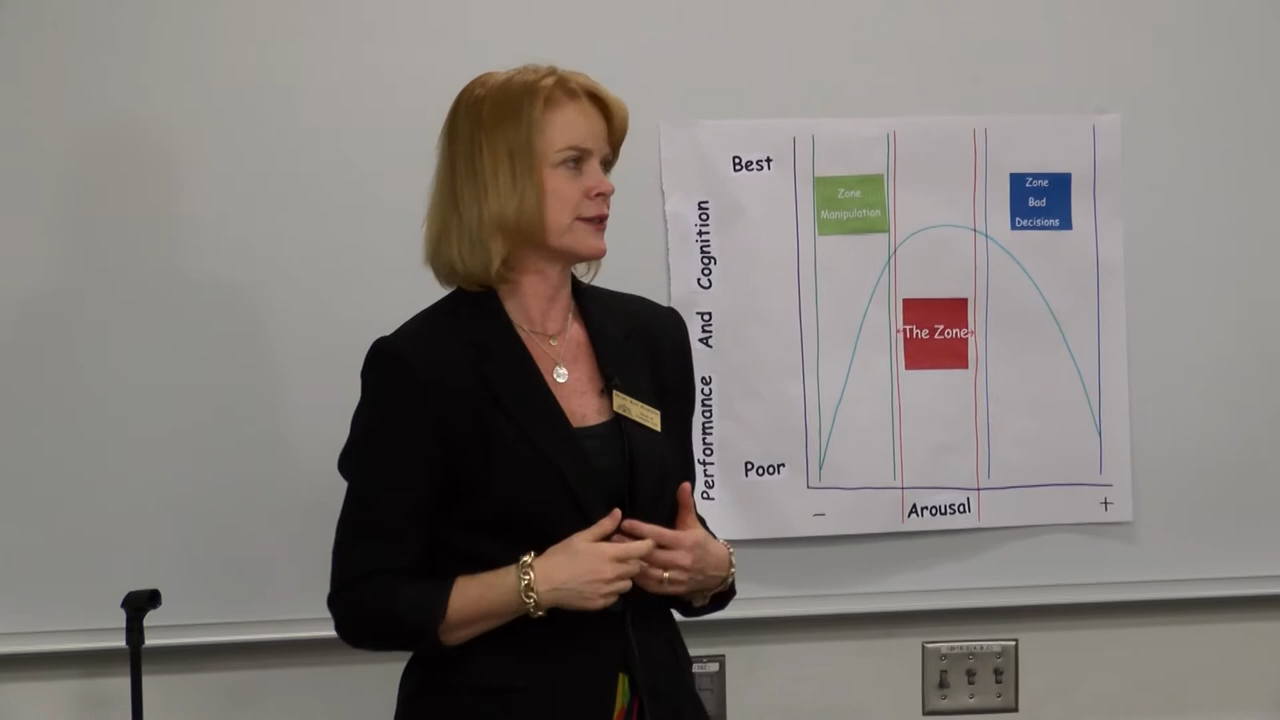 Best
Zone
Manipulation
Zone
Bad
Decisions
Performance And Cognition
The Zone
Poor
−
Arousal
+